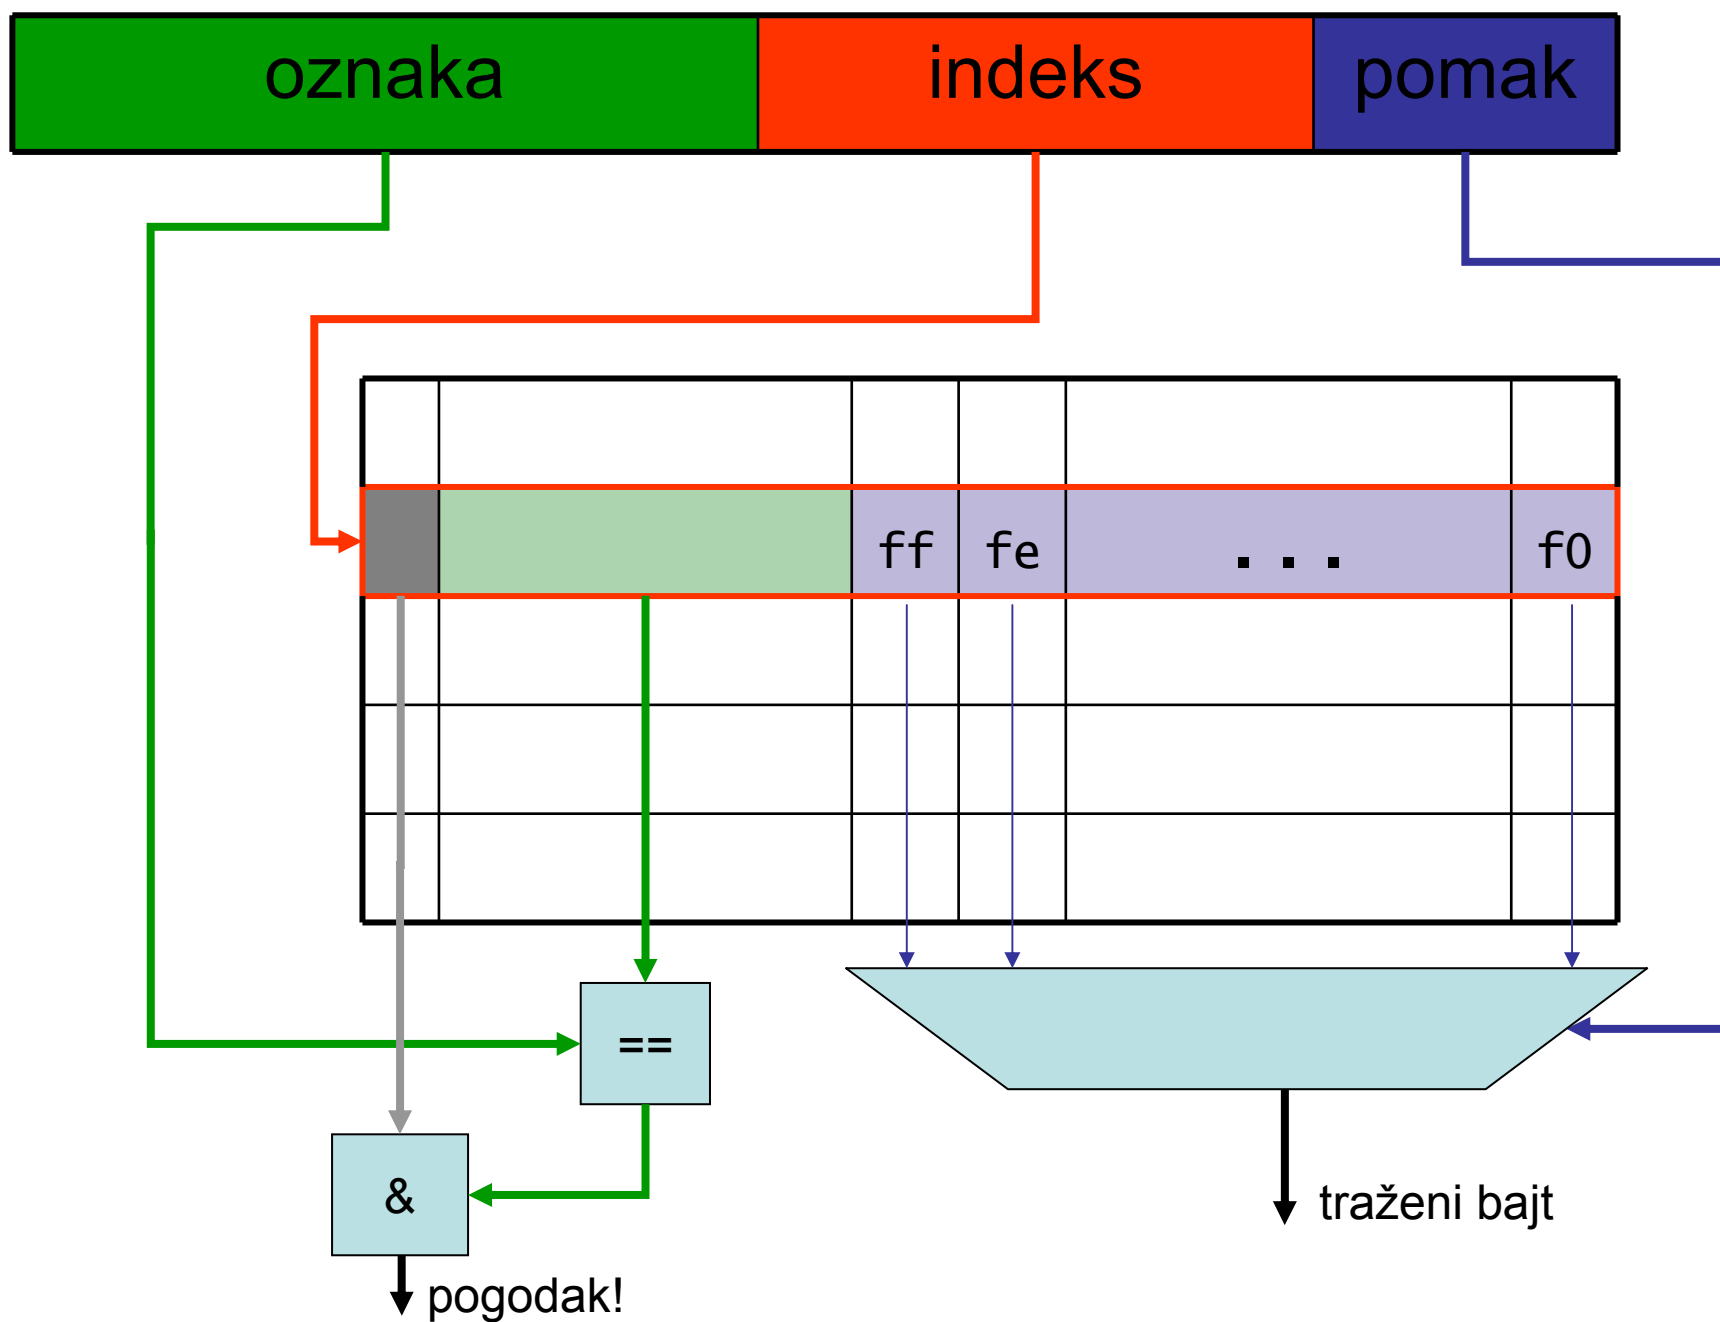 oznaka indeks pomak
ff fe ... f0
==
&
traženi bajt
pogodak!